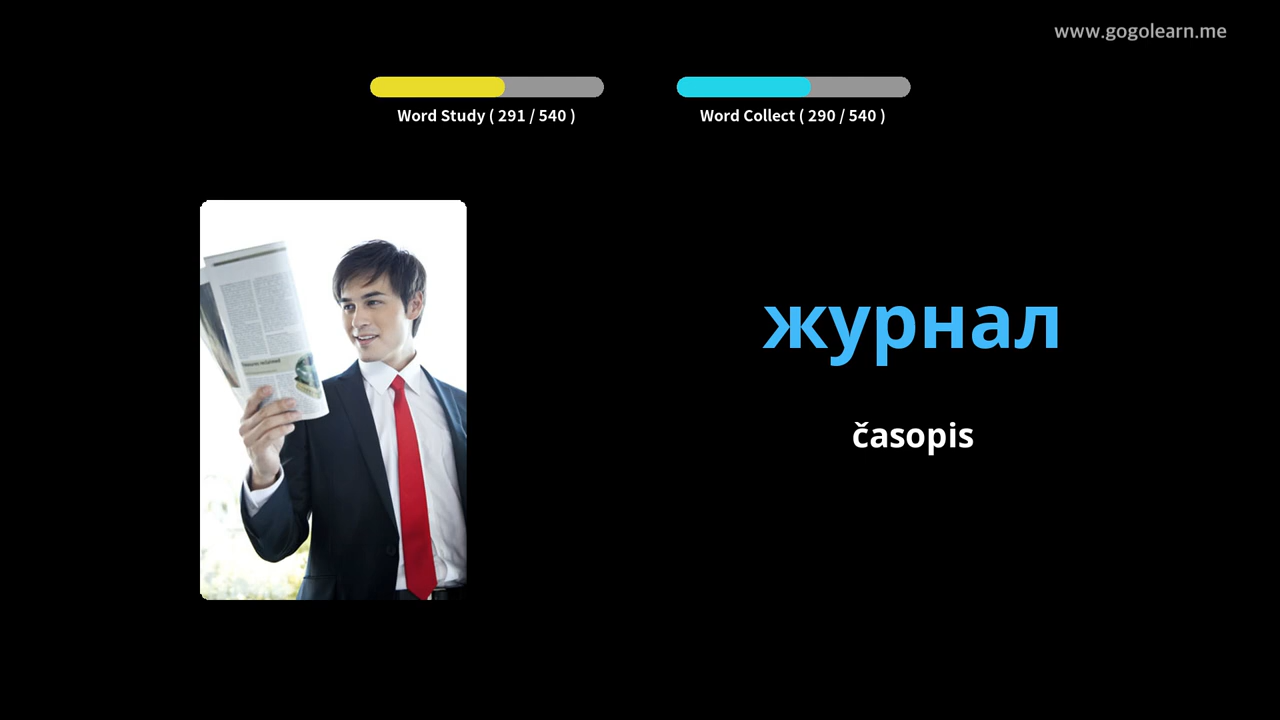 www.gogolearn.me
Word Study ( 291 / 540 )
Word Collect ( 290 / 540 )
журнал
časopis